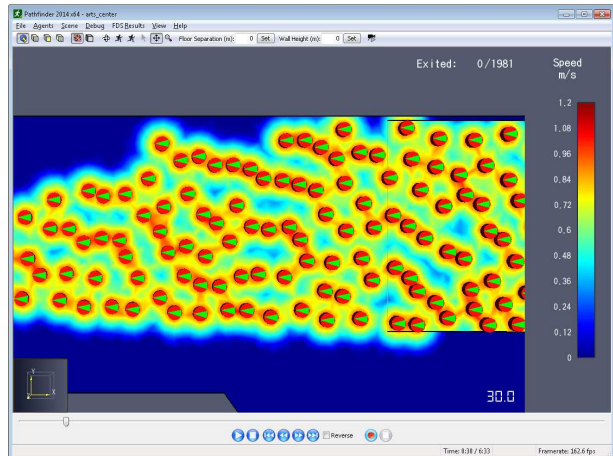 Pathfinder 2014 x64 - arts_center
File Agents Scene Debug FDS Results View Help
Floor Separation (m): 0 Set Wall Height (m): 0 Set
Exited: 0/1981
Speed
m/s
1.2
1.08
0.96
0.84
0.72
0.6
0.48
0.36
0.24
0.12
0
Y
X
30.0
Reverse
Time: 0:30 / 6:33 Framerate: 162.6 fps